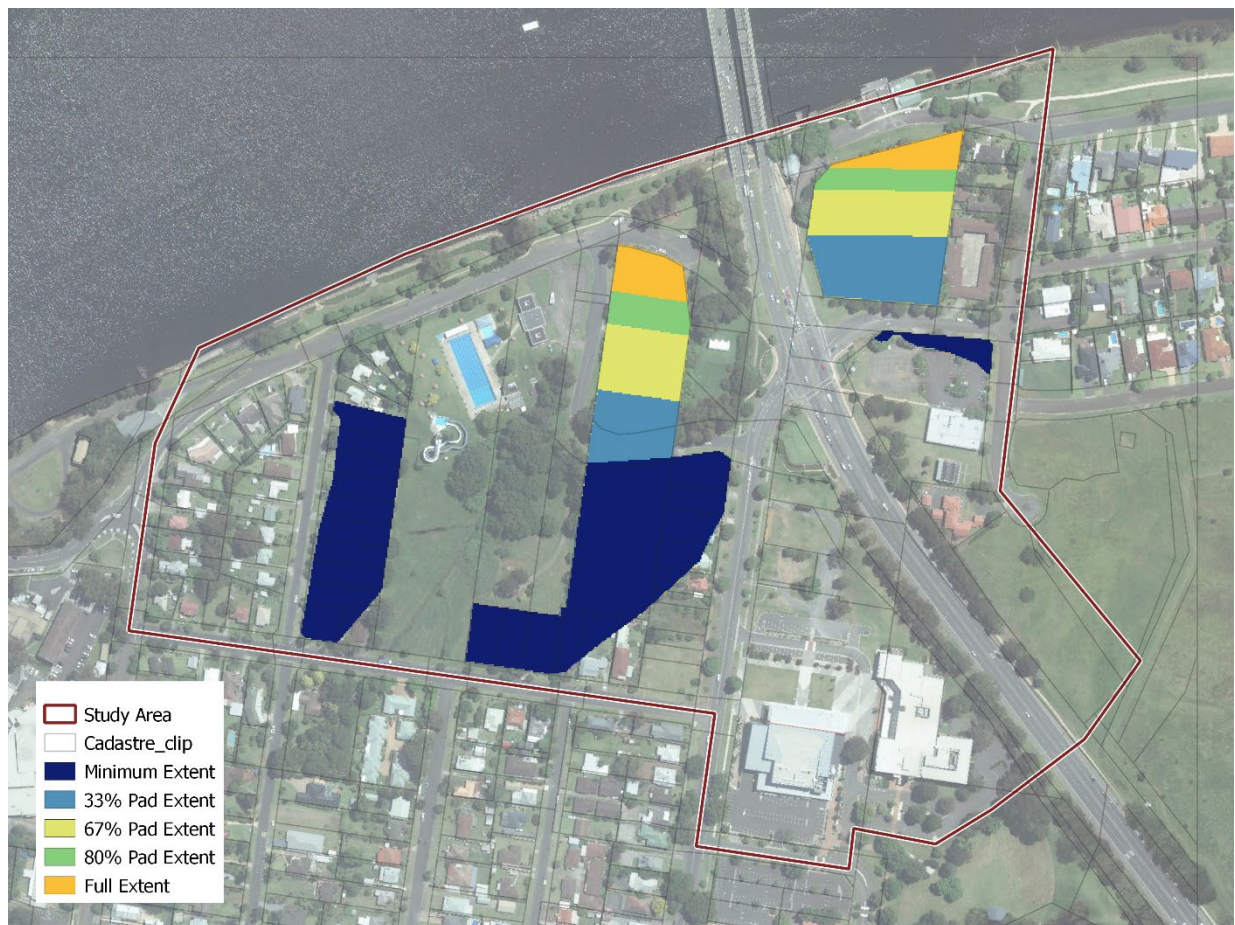 Study Area
Cadastre_clip
Minimum Extent
33% Pad Extent
67% Pad Extent
80% Pad Extent
Full Extent